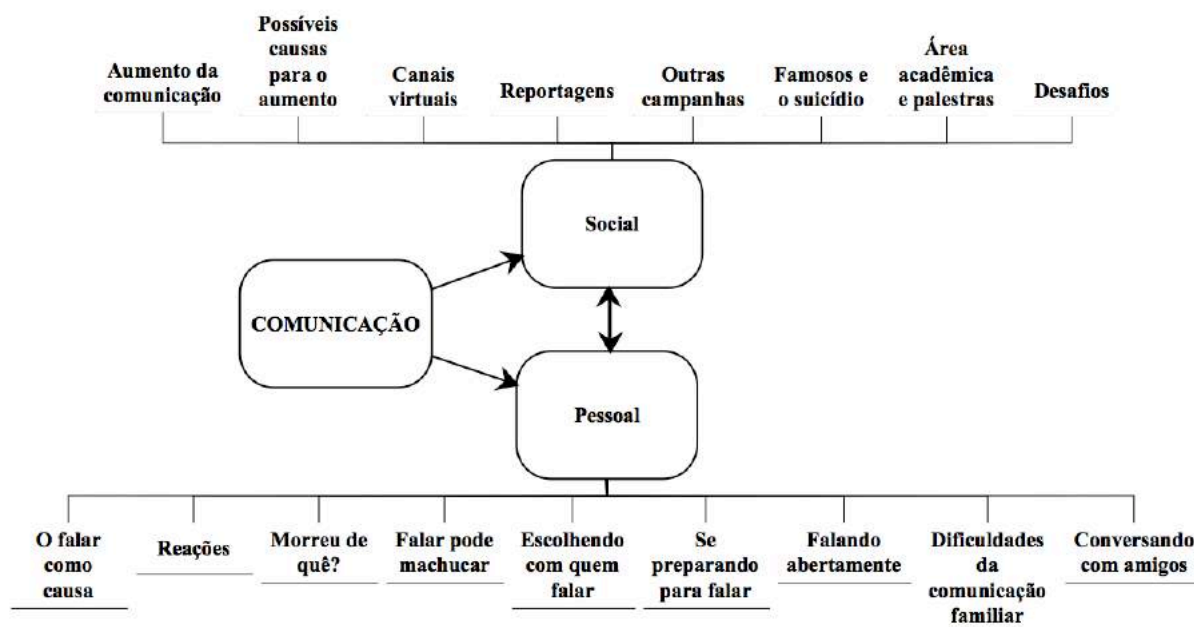 Aumento da
comunicação
Possíveis
causas
para o
aumento
Canais
virtuais
Reportagens
Outras
campanhas
Famosos e
o suicídio
Área
acadêmica
e palestras
Desafios
Social
COMUNICAÇÃO
Pessoal
O falar
como
causa
Reações
Morreu de
quê?
Falar pode
machucar
Escolhendo
com quem
falar
Se
preparando
para falar
Falando
abertamente
Dificuldades
da
comunicação
familiar
Conversando
com amigos